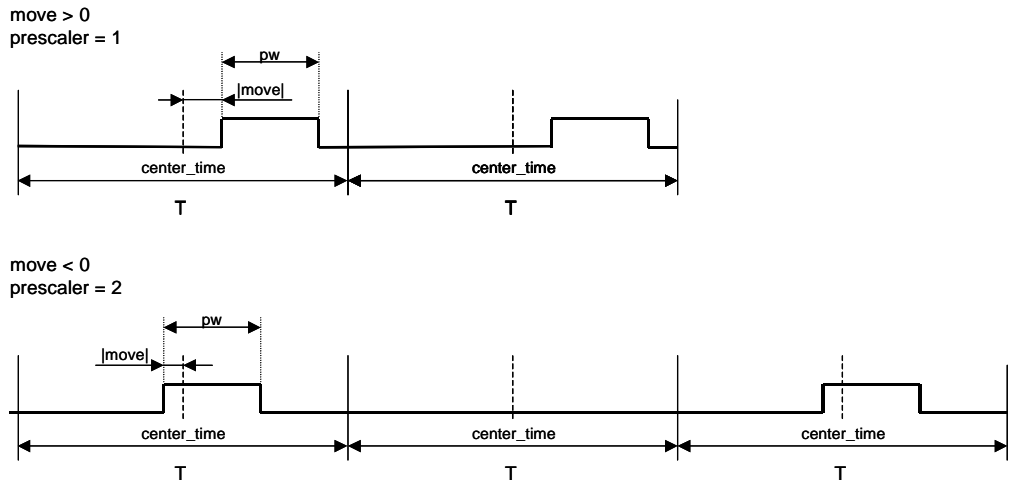 move > 0
prescaler = 1
pw
|move|
center_time
center_time
T
T
move < 0
prescaler = 2
pw
|move|
center_time
center_time
center_time
T
T
T